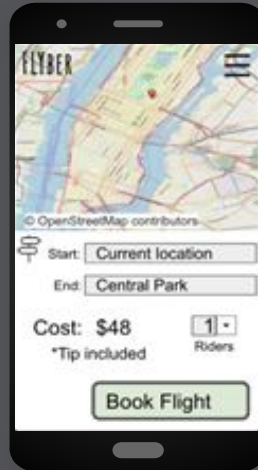 FLYBER
© OpenStreetMap contributors
Start: Current location
End: Central Park
Cost: $48
1
*Tip included
Riders
Book Flight